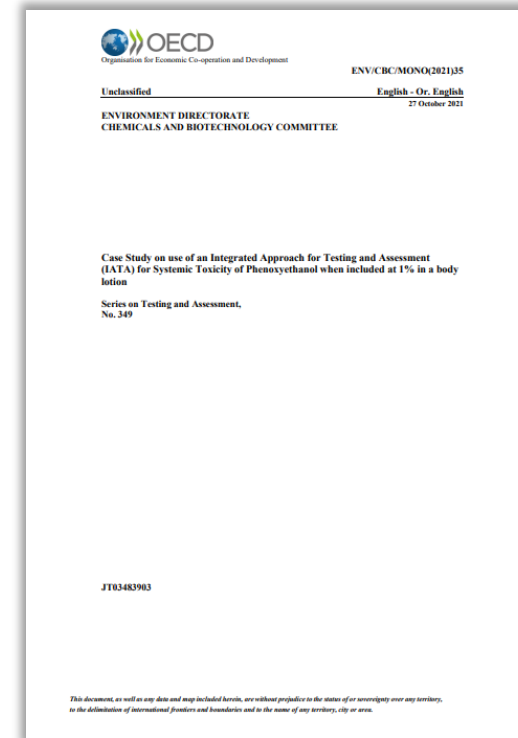 OECD
Organisation for Economic Co-operation and Development
ENV/CBC/MONO(2021)35
Unclassified English - Or. English
27 October 2021
ENVIRONMENT DIRECTORATE
CHEMICALS AND BIOTECHNOLOGY COMMITTEE
Case Study on use of an Integrated Approach for Testing and Assessment
(IATA) for Systemic Toxicity of Phenoxyethanol when included at 1% in a body
lotion
Series on Testing and Assessment,
No. 349
JT03483903
This document, as well as any data and map included herein, are without prejudice to the status of or sovereignty over any territory,
to the delimitation of international frontiers and boundaries and to the name of any territory, city or area.